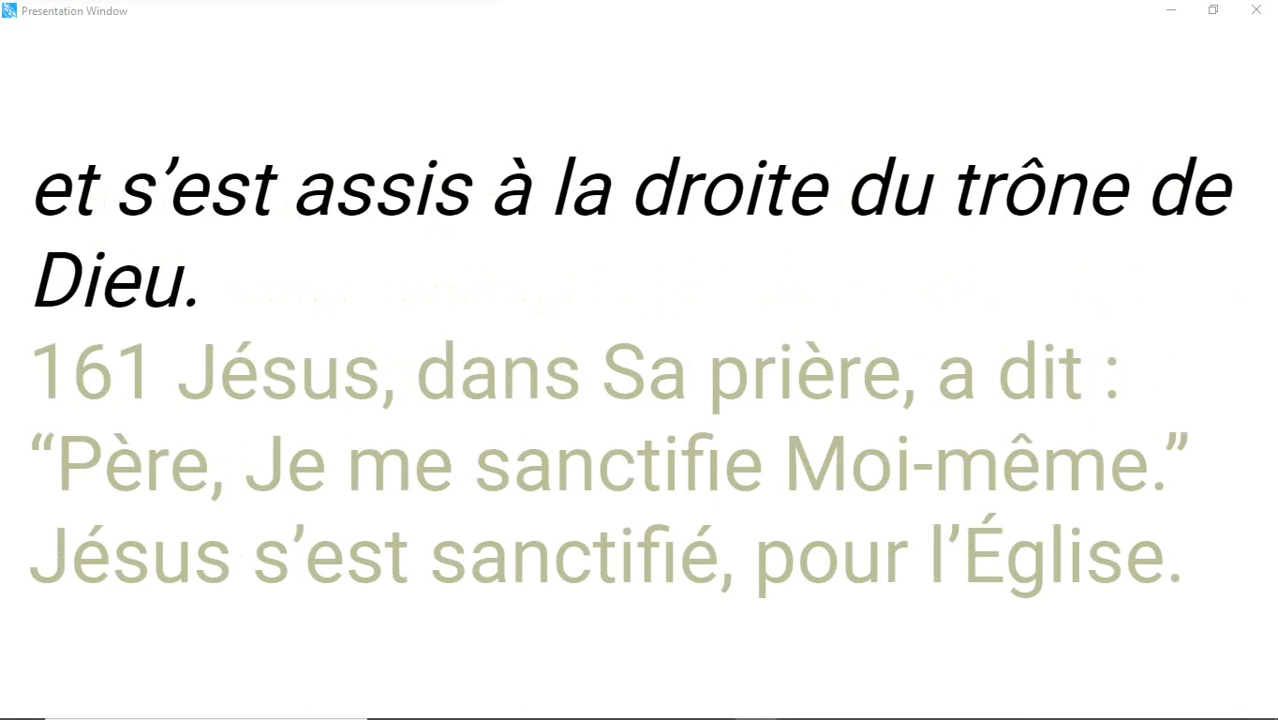 Presentation Window
et s’est assis à la droite du trône de
Dieu.
161 Jésus, dans Sa prière, a dit :
“Père, Je me sanctifie Moi-même.”
Jésus s’est sanctifié, pour l’Église.